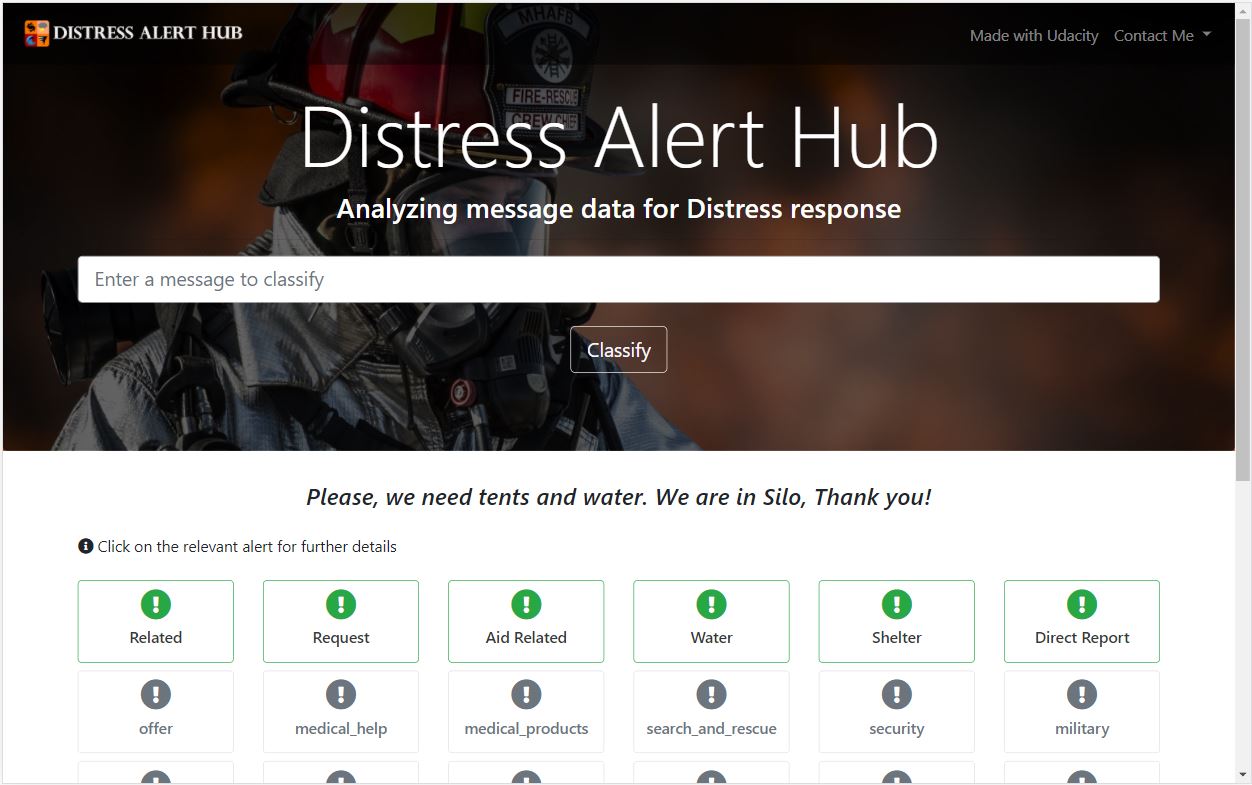 DISTRESS ALERT HUB
Made with Udacity Contact Me
MHAFB
FIRE-RESCUE
CREW CHIEF
Distress Alert Hub
Analyzing message data for Distress response
Enter a message to classify
Classify
Please, we need tents and water. We are in Silo, Thank you!
Click on the relevant alert for further details
Related Request Aid Related Water Shelter Direct Report
offer medical_help medical_products search_and_rescue security military